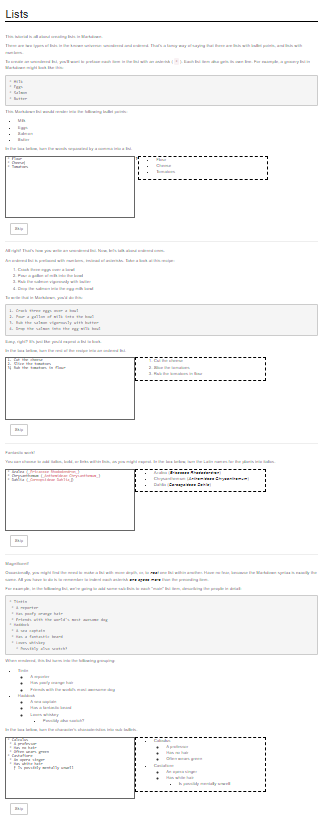 Lists
This tutorial is all about creating lists in Markdown.
There are two types of lists in the known universe: unordered and ordered. That's a fancy way of saying that there are lists with bullet points, and lists with
numbers.
To create an unordered list, you'll want to preface each item in the list with an asterisk ( * ). Each list item also gets its own line. For example, a grocery list in
Markdown might look like this:
* Milk
* Eggs
* Salmon
* Butter
This Markdown list would render into the following bullet points:
Milk
Eggs
Salmon
Butter
In the box below, turn the words separated by a comma into a list.
* Flour
* Cheese
* Tomatoes
Flour
Cheese
Tomatoes
Skip
All right! That's how you write an unordered list. Now, let's talk about ordered ones.
An ordered list is prefaced with numbers, instead of asterisks. Take a look at this recipe:
1. Crack three eggs over a bowl
2. Pour a gallon of milk into the bowl
3. Rub the salmon vigorously with butter
4. Drop the salmon into the egg-milk bowl
To write that in Markdown, you'd do this:
1. Crack three eggs over a bowl
2. Pour a gallon of milk into the bowl
3. Rub the salmon vigorously with butter
4. Drop the salmon into the egg-milk bowl
Easy, right? It's just like you'd expect a list to look.
In the box below, turn the rest of the recipe into an ordered list.
1. Cut the cheese
2. Slice the tomatoes
3. Rub the tomatoes in flour
1. Cut the cheese
2. Slice the tomatoes
3. Rub the tomatoes in flour
Skip
Fantastic work!
You can choose to add italics, bold, or links within lists, as you might expect. In the box below, turn the Latin names for the plants into italics.
* Azalea (_Ericaceae Rhododendron_)
* Chrysanthemum (_Anthemideae Chrysanthemum_)
* Dahlia (_Coreopsideae Dahlia_)
Azalea (Ericaceae Rhododendron)
Chrysanthemum (Anthemideae Chrysanthemum)
Dahlia (Coreopsideae Dahlia)
Skip
Magnificent!
Occasionally, you might find the need to make a list with more depth, or, to nest one list within another. Have no fear, because the Markdown syntax is exactly the
same. All you have to do is to remember to indent each asterisk one space more than the preceding item.
For example, in the following list, we're going to add some sub-lists to each "main" list item, describing the people in detail:
* Tintin
* A reporter
* Has poofy orange hair
* Friends with the world's most awesome dog
* Haddock
* A sea captain
* Has a fantastic beard
* Loves whiskey
* Possibly also scotch?
When rendered, this list turns into the following grouping:
Tintin
A reporter
Has poofy orange hair
Friends with the world's most awesome dog
Haddock
A sea captain
Has a fantastic beard
Loves whiskey
Possibly also scotch?
In the box below, turn the character's characteristics into sub-bullets.
* Calculus
* A professor
* Has no hair
* Often wears green
* Castafiore
* An opera singer
* Has white hair
* Is possibly mentally unwell
Calculus
A professor
Has no hair
Often wears green
Castafiore
An opera singer
Has white hair
Is possibly mentally unwell
Skip